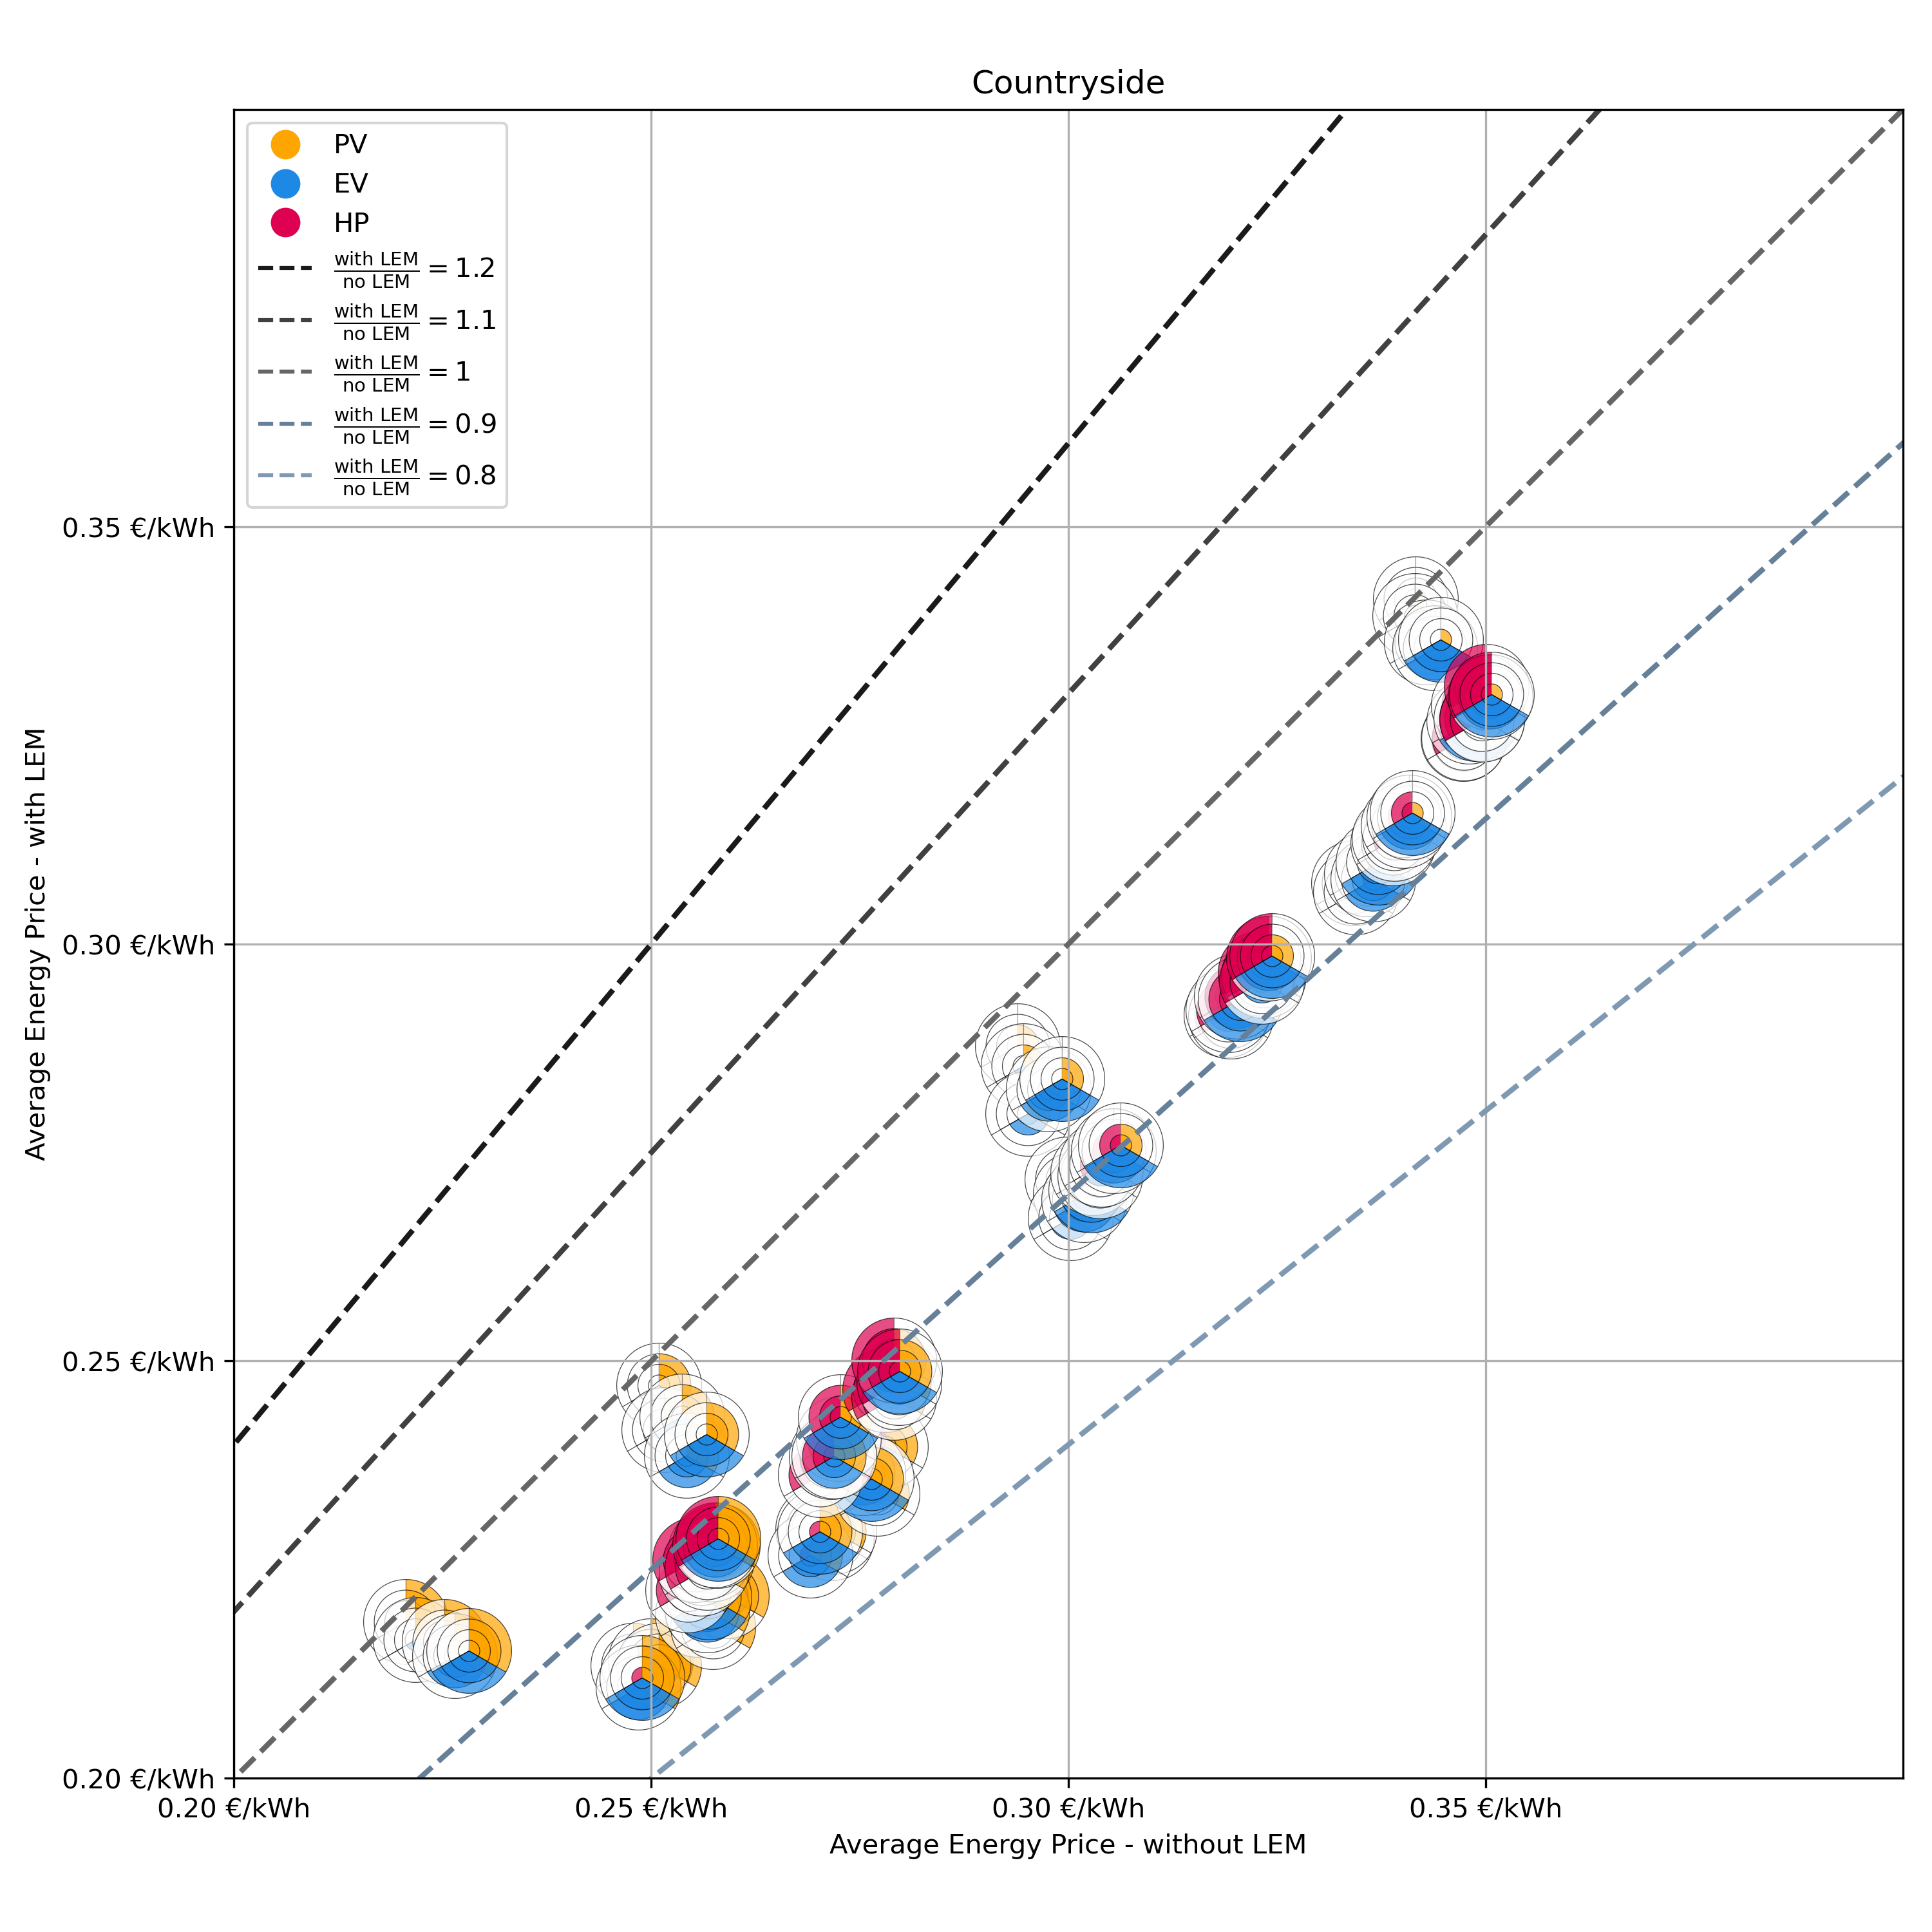 Countryside
PV
EV
HP
with LEM / no LEM = 1.2
with LEM / no LEM = 1.1
with LEM / no LEM = 1
with LEM / no LEM = 0.9
with LEM / no LEM = 0.8
Average Energy Price - with LEM
0.35 €/kWh
0.30 €/kWh
0.25 €/kWh
0.20 €/kWh
0.20 €/kWh
0.25 €/kWh
0.30 €/kWh
0.35 €/kWh
Average Energy Price - without LEM